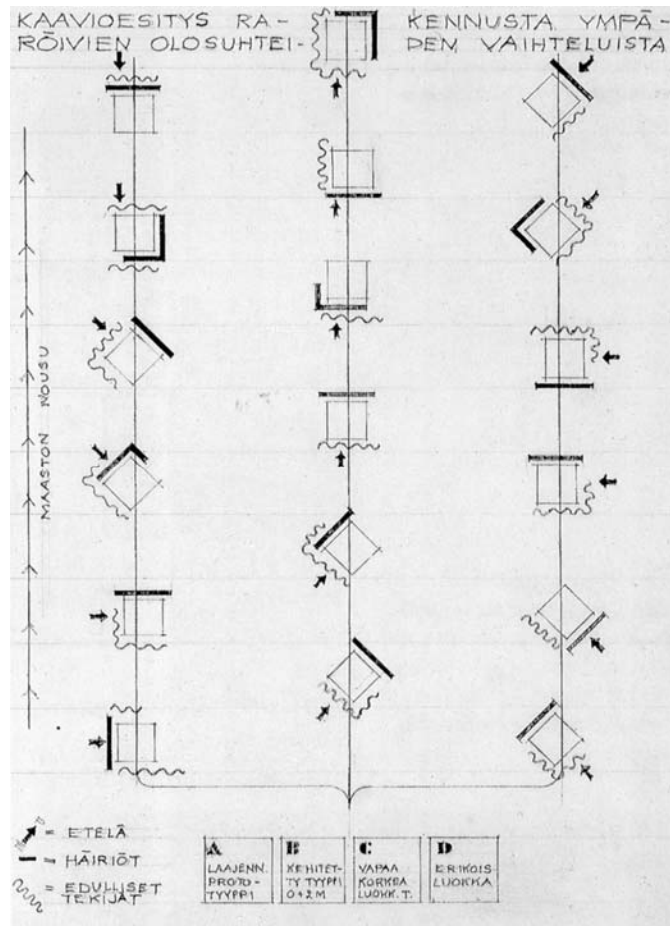 KAAVIOESITYS RA-
RÖIVIEN OLOSUHTEI-
KENNUSTA YMPÄ-
DEN VAIHTELUISTA
MAASTON NOUSU
= ETELÄ
= HÄIRIÖT
= EDULLISET
TEKIJÄT
A
LAAJENN.
PROTO-
TYYPPI
B
KEHITET-
TY TYYPPI
0+2M
C
VAPAA
KORKEA
LUOKK. T.
D
ERIKOIS
LUOKKA